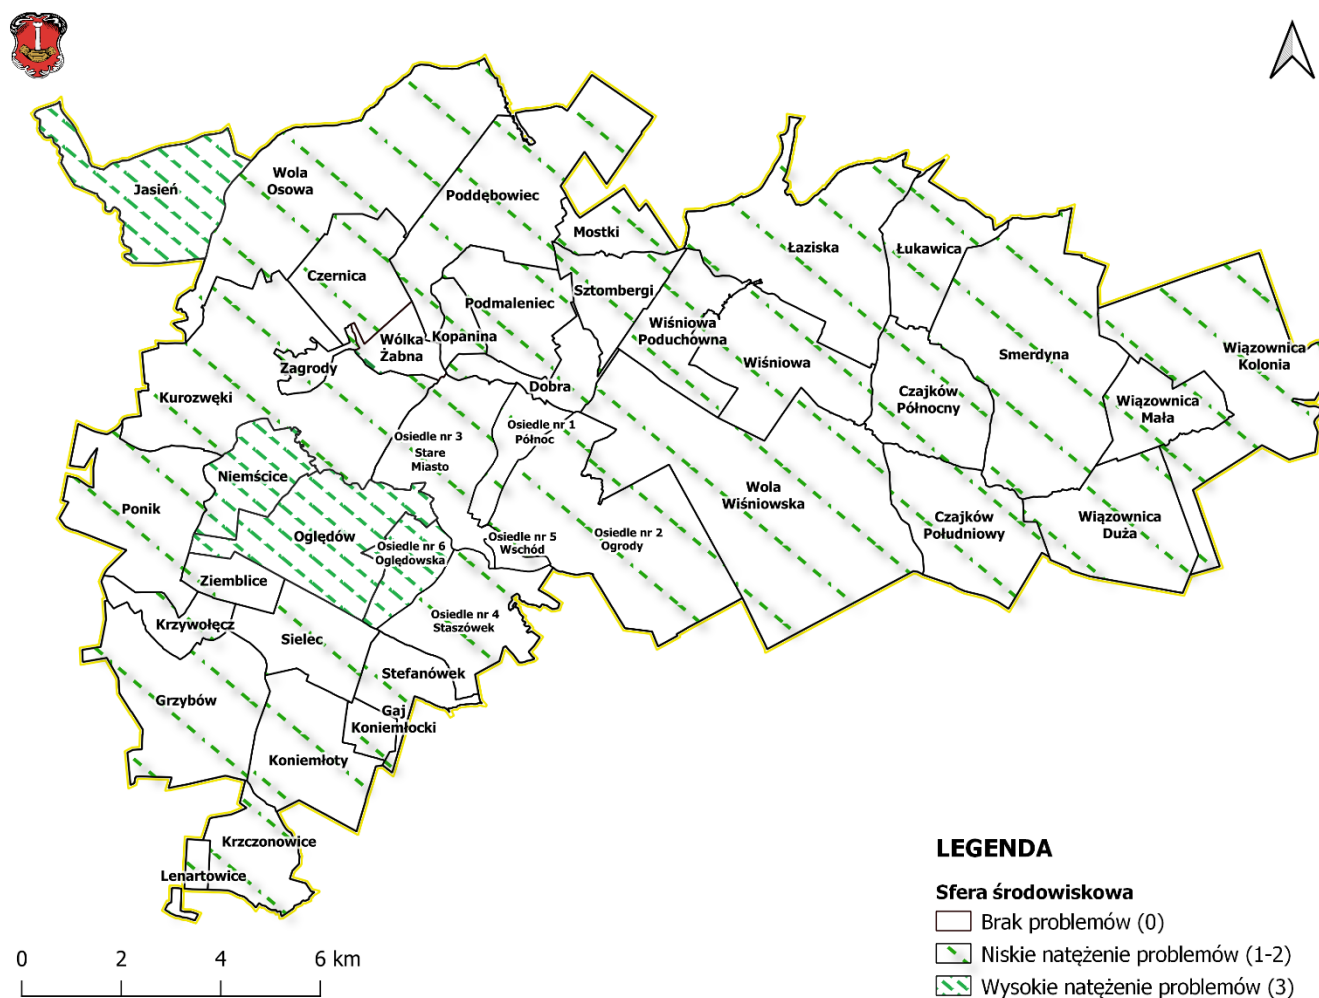 Jasień
Wola
Osowa
Poddębowiec
Mostki
Łaziska
Łukawica
Czernica
Podmaleniec
Sztombergi
Wiśniowa
Poduchowna
Kopanina
Wólka
Żabna
Zagrody
Wiśniowa
Smerdyna
Wiązownica
Kolonia
Kurozwęki
Dobra
Czajków
Północny
Wiązownica
Mała
Osiedle nr 3
Stare
Miasto
Osiedle nr 1
Północ
Niemścice
Wola
Wiśniowska
Ponik
Oględów
Osiedle nr 6
Oględowska
Osiedle nr 5
Wschód
Osiedle nr 2
Ogrody
Czajków
Południowy
Wiązownica
Duża
Ziemblice
Krzywołęcz
Sielec
Osiedle nr 4
Staszówek
Stefanówek
Grzybów
Gaj
Koniemłocki
Koniemłoty
Krzczonowice
Lenartowice
0 2 4 6 km
LEGENDA
Sfera środowiskowa
Brak problemów (0)
Niskie natężenie problemów (1-2)
Wysokie natężenie problemów (3)